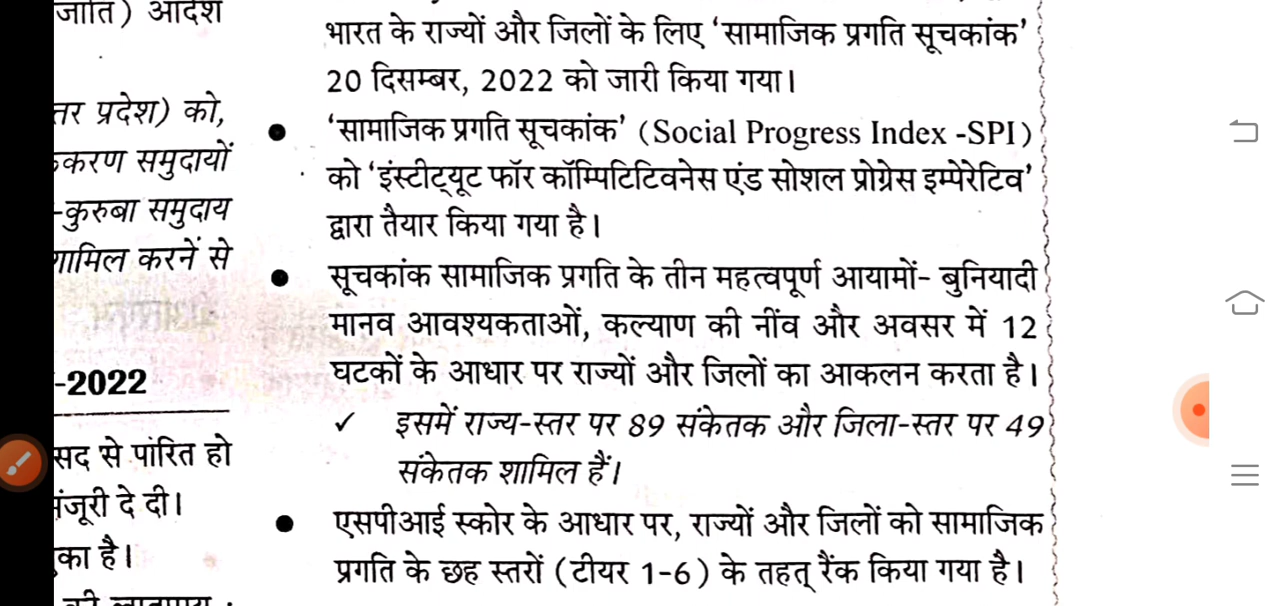 जाति) आदेश
तर प्रदेश) को,
करण समुदायों
-कुरुबा समुदाय
शामिल करनें से
-2022
सद से पारित हो
मंजूरी दे दी।
का है।
भारत के राज्यों और जिलों के लिए ‘सामाजिक प्रगति सूचकांक’
20 दिसम्बर, 2022 को जारी किया गया।
● ‘सामाजिक प्रगति सूचकांक’ (Social Progress Index -SPI)
को ‘इंस्टीट्यूट फॉर कॉम्पिटिटिवनेस एंड सोशल प्रोग्रेस इम्पेरेटिव’
द्वारा तैयार किया गया है।
● सूचकांक सामाजिक प्रगति के तीन महत्वपूर्ण आयामों- बुनियादी
मानव आवश्यकताओं, कल्याण की नींव और अवसर में 12
घटकों के आधार पर राज्यों और जिलों का आकलन करता है।
✓ इसमें राज्य-स्तर पर 89 संकेतक और जिला-स्तर पर 49
संकेतक शामिल हैं।
● एसपीआई स्कोर के आधार पर, राज्यों और जिलों को सामाजिक
प्रगति के छह स्तरों (टीयर 1-6) के तहत् रैंक किया गया है।